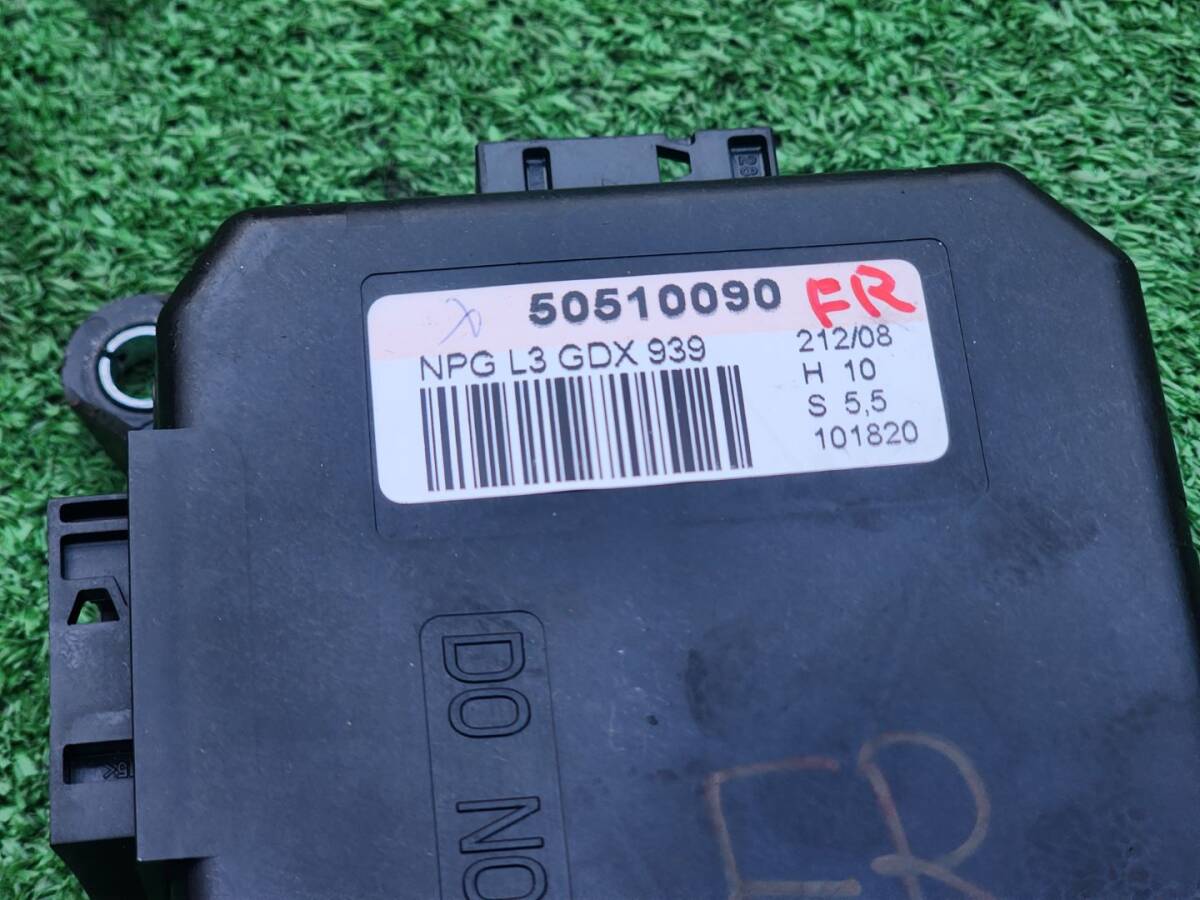 50510090 FR
NPG L3 GDX 939
212/08
H 10
S 5,5
101820
DO NO
FR